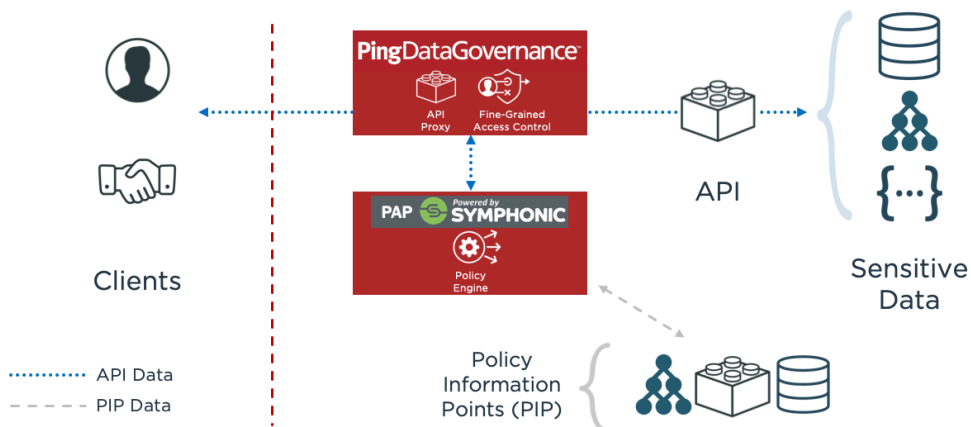 PingDataGovernance™
API
Proxy
Fine-Grained
Access Control
PAP
Powered by
SYMPHONIC
Policy
Engine
Clients
API
{···}
Sensitive
Data
Policy
Information
Points (PIP)
API Data
PIP Data